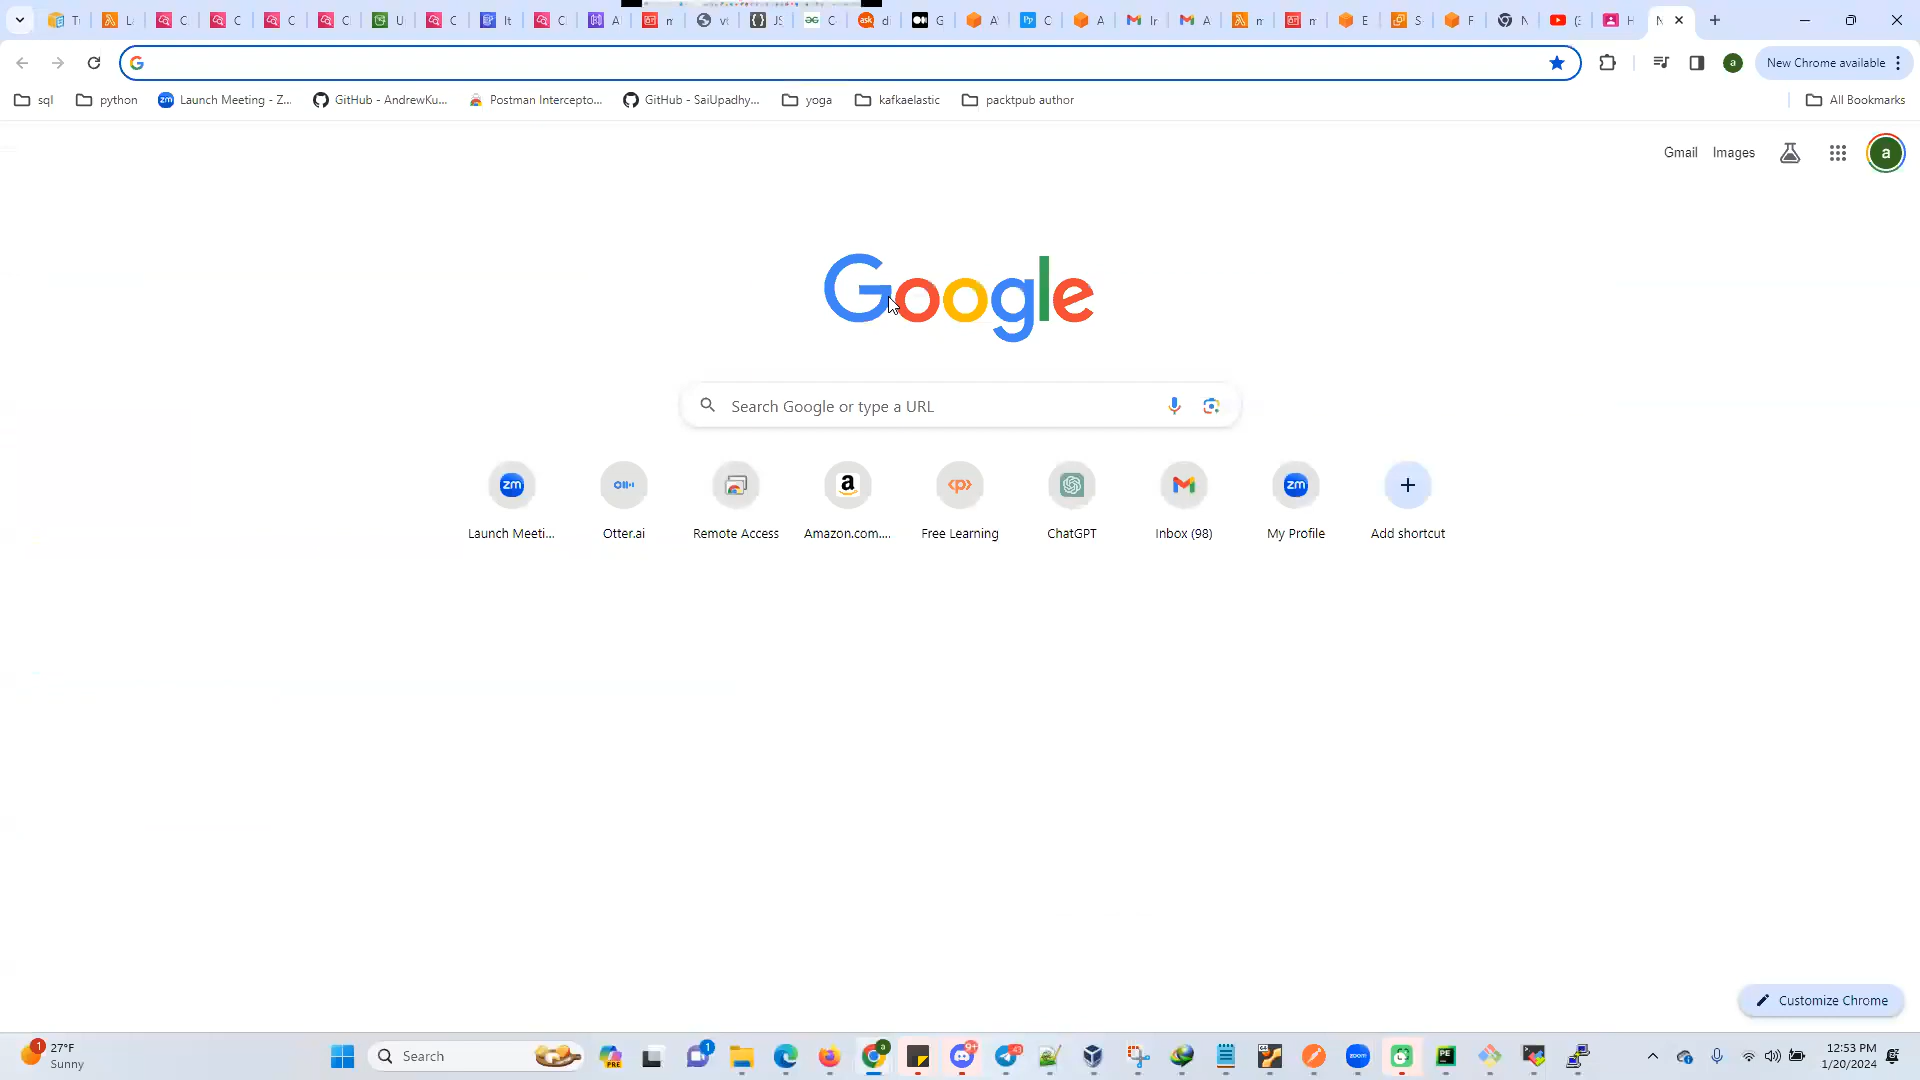 New Chrome available
sql
python
Launch Meeting - Z...
GitHub - AndrewKu...
Postman Intercepto...
GitHub - SaiUpadhy...
yoga
kafkaelastic
packtpub author
All Bookmarks
Gmail
Images
a
Google
Search Google or type a URL
Launch Meeti...
Otter.ai
Remote Access
Amazon.com....
Free Learning
ChatGPT
Inbox (98)
My Profile
Add shortcut
Customize Chrome
27°F
Sunny
Search
12:53 PM
1/20/2024